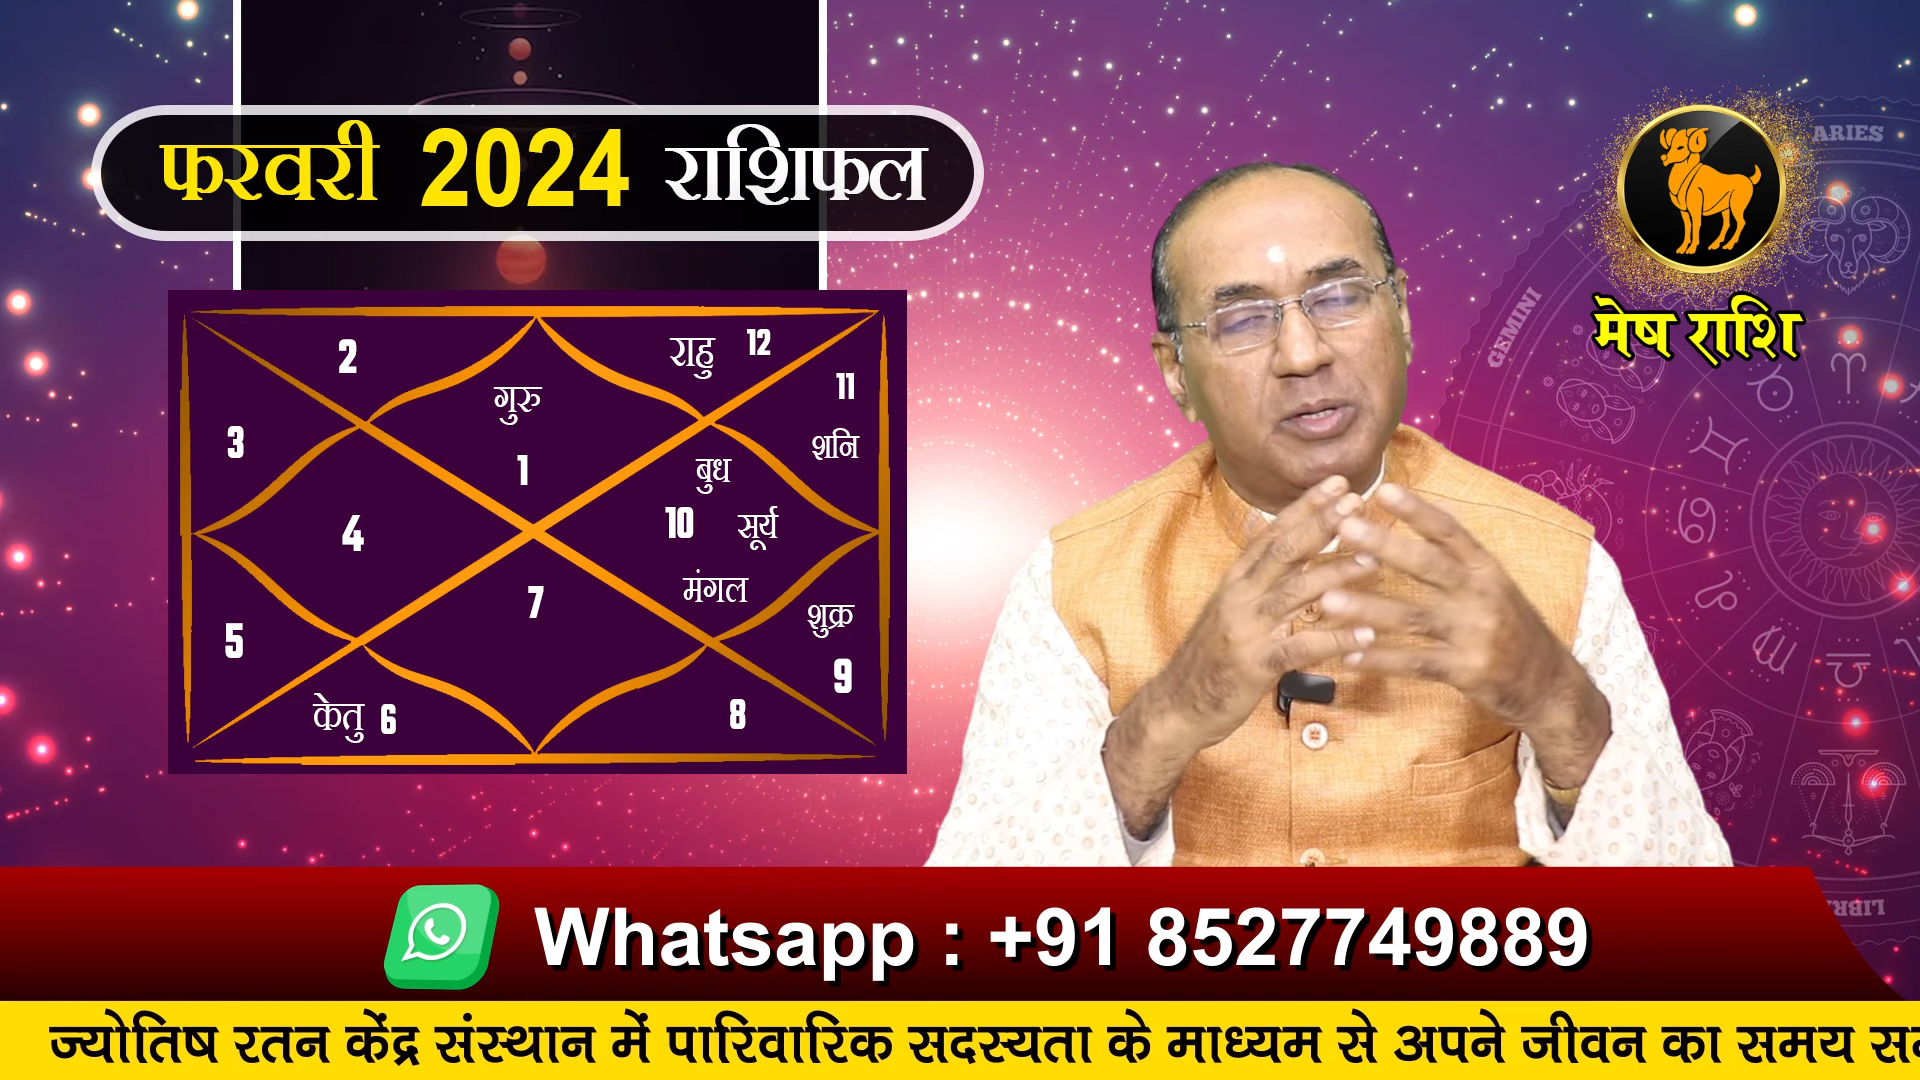 फरवरी 2024 राशिफल
ARIES
GEMINI
मेष राशि
2
राहु 12
11
गुरु
3
शनि
1
बुध
4
10 सूर्य
7
मंगल
शुक्र
5
9
केतु 6
8
LIBR
Whatsapp : +91 8527749889
ज्योतिष रतन केंद्र संस्थान में पारिवारिक सदस्यता के माध्यम से अपने जीवन का समय